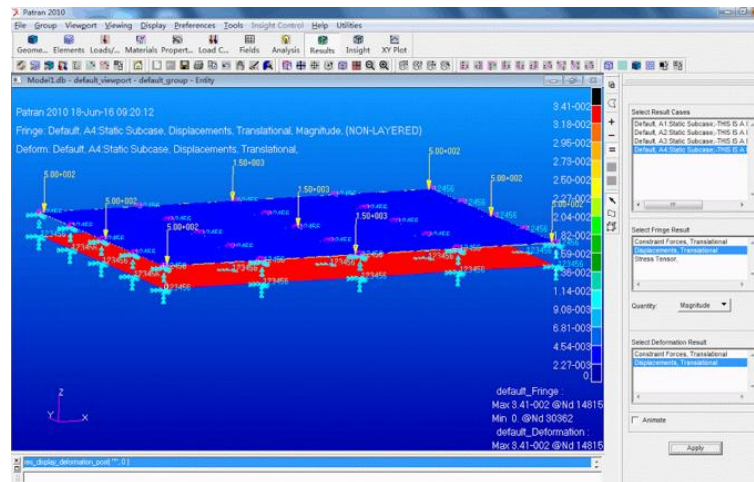 Patran 2010
File Group Viewport Viewing Display Preferences Tools Insight Control Help Utilities
Geome... Elements Loads/... Materials Propert... Load C... Fields Analysis Results Insight XY Plot
Model1.db - default_viewport - default_group - Entity
Patran 2010 18-Jun-16 09:20:12
Fringe: Default, A4:Static Subcase, Displacements, Translational, Magnitude, (NON-LAYERED)
Deform: Default, A4:Static Subcase, Displacements, Translational,
3.41-002
3.18-002
2.95-002
2.73-002
2.50-002
2.27-002
2.04-002
1.82-002
1.59-002
1.36-002
1.14-002
9.08-003
6.81-003
4.54-003
2.27-003
0
5.00+002
1.50+003
5.00+002
5.00+002
1.50+003
5.00+002
1.50+003
5.00+002
123456
Z
Y
X
default_Fringe :
Max 3.41-002 @Nd 14815
Min 0. @Nd 30362
default_Deformation :
Max 3.41-002 @Nd 14815
Select Result Cases
Default, A1:Static Subcase,-THIS IS A
Default, A2:Static Subcase,-THIS IS A
Default, A3:Static Subcase,-THIS IS A
Default, A4:Static Subcase,-THIS IS A
Select Fringe Result
Constraint Forces, Translational
Displacements, Translational
Stress Tensor,
Quantity: Magnitude
Select Deformation Result
Constraint Forces, Translational
Displacements, Translational
Animate
Apply
res_display_deformation_post( "", 0 )